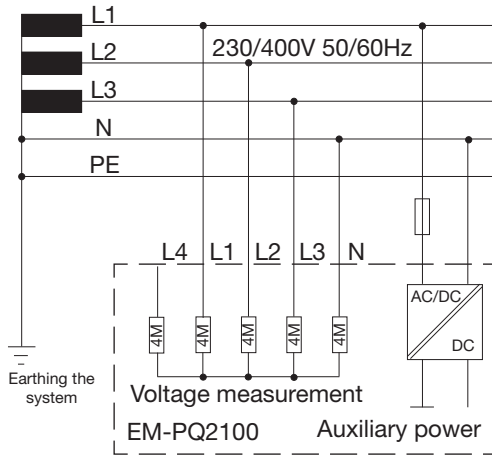 L1
L2
230/400V 50/60Hz
L3
N
PE
L4 L1 L2 L3 N
AC/DC
DC
4M 4M 4M 4M 4M
Earthing the
system
Voltage measurement
EM-PQ2100
Auxiliary power